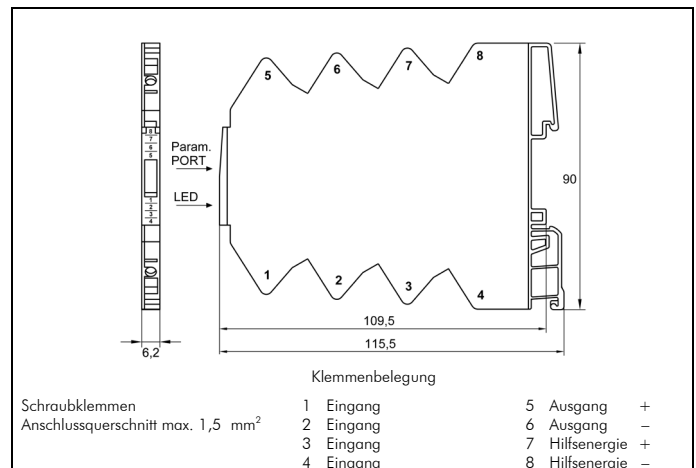 5 6 7 8
8
7
6
5
Param.
PORT
LED
1
2
3
4
90
1 2 3 4
109,5
115,5
6,2
Klemmenbelegung
Schraubklemmen 1 Eingang 5 Ausgang +
Anschlussquerschnitt max. 1,5 mm² 2 Eingang 6 Ausgang –
3 Eingang 7 Hilfsenergie +
4 Eingang 8 Hilfsenergie –